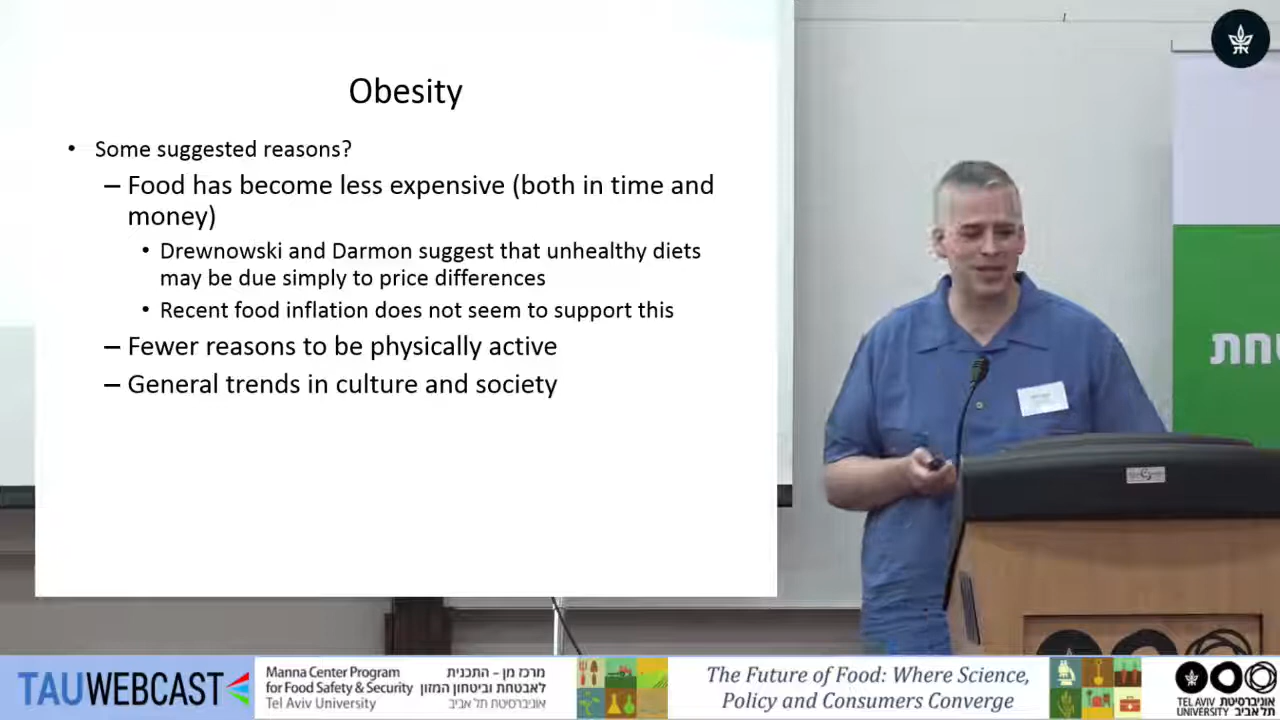 Obesity
• Some suggested reasons?
– Food has become less expensive (both in time and
money)
• Drewnowski and Darmon suggest that unhealthy diets
may be due simply to price differences
• Recent food inflation does not seem to support this
– Fewer reasons to be physically active
– General trends in culture and society
TAUWEBCAST
Manna Center Program
for Food Safety & Security
Tel Aviv University
מרכז מן – התכנית
לאבטחת וביטחון המזון
אוניברסיטת תל אביב
The Future of Food: Where Science,
Policy and Consumers Converge
TEL AVIV אוניברסיטת
UNIVERSITY תל אביב